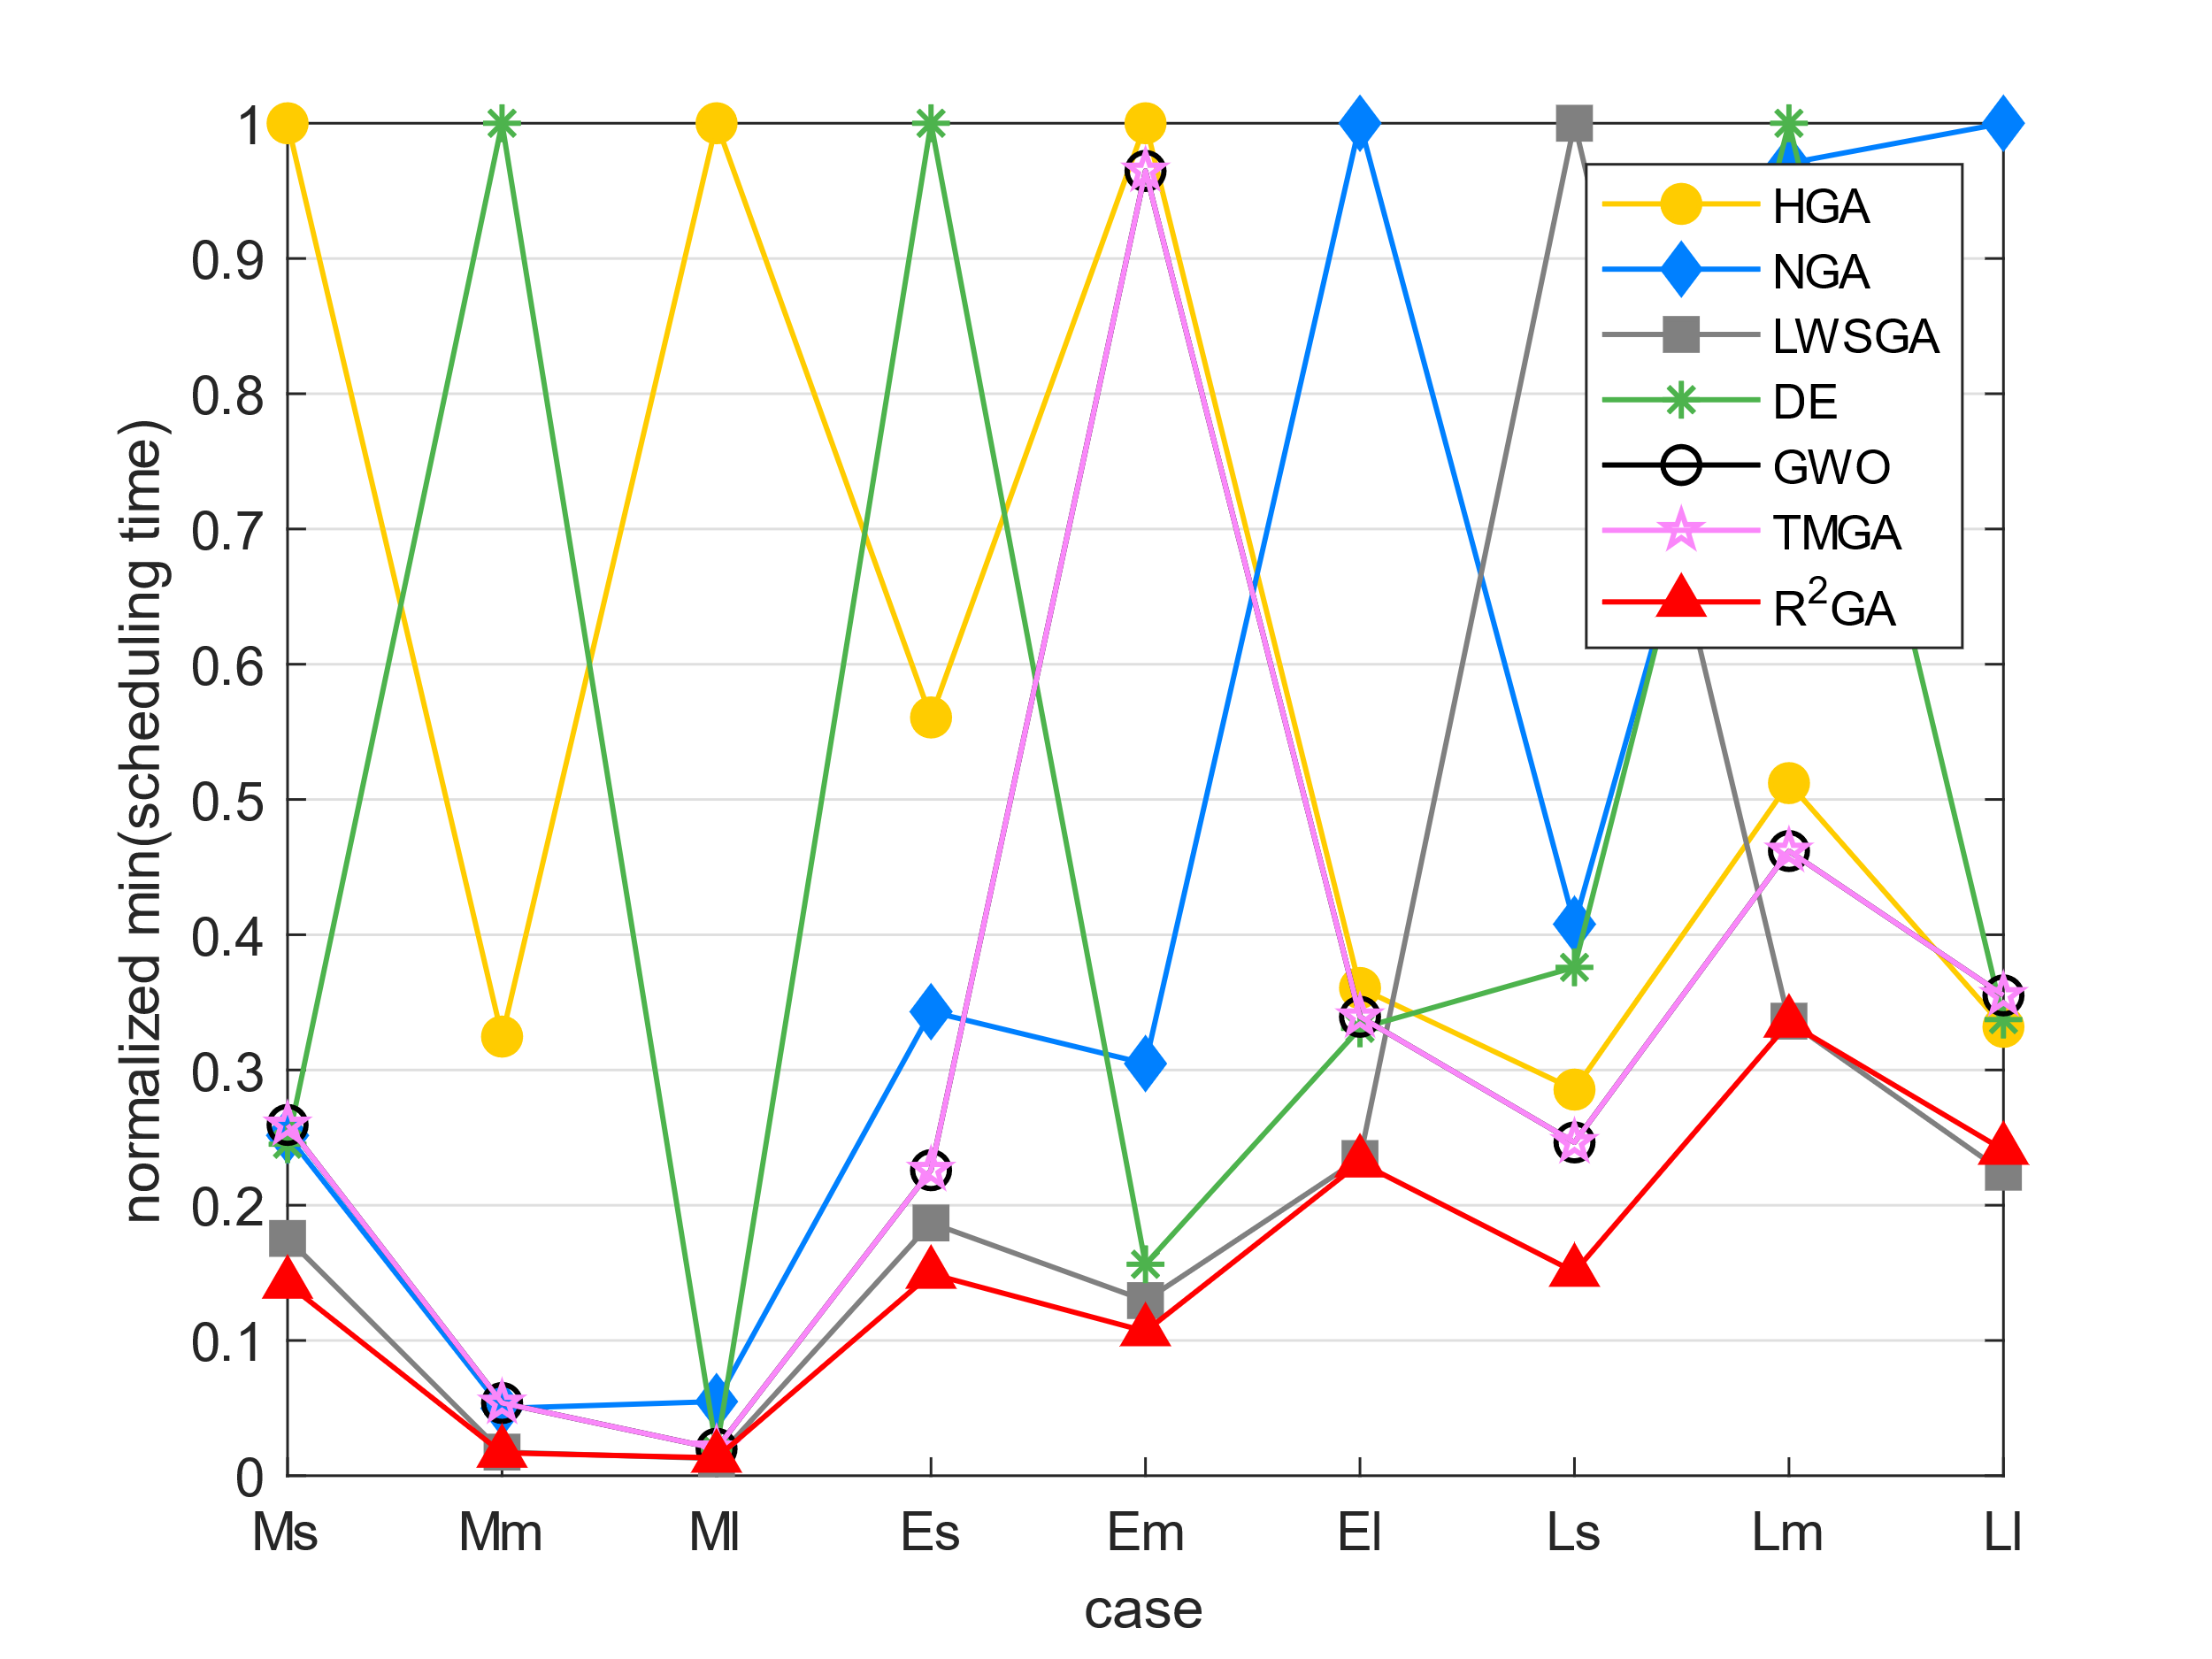 normalized min(scheduling time)
1
0.9
0.8
0.7
0.6
0.5
0.4
0.3
0.2
0.1
0
HGA
NGA
LWSGA
DE
GWO
TMGA
R²GA
Ms Mm Ml Es Em El Ls Lm Ll
case